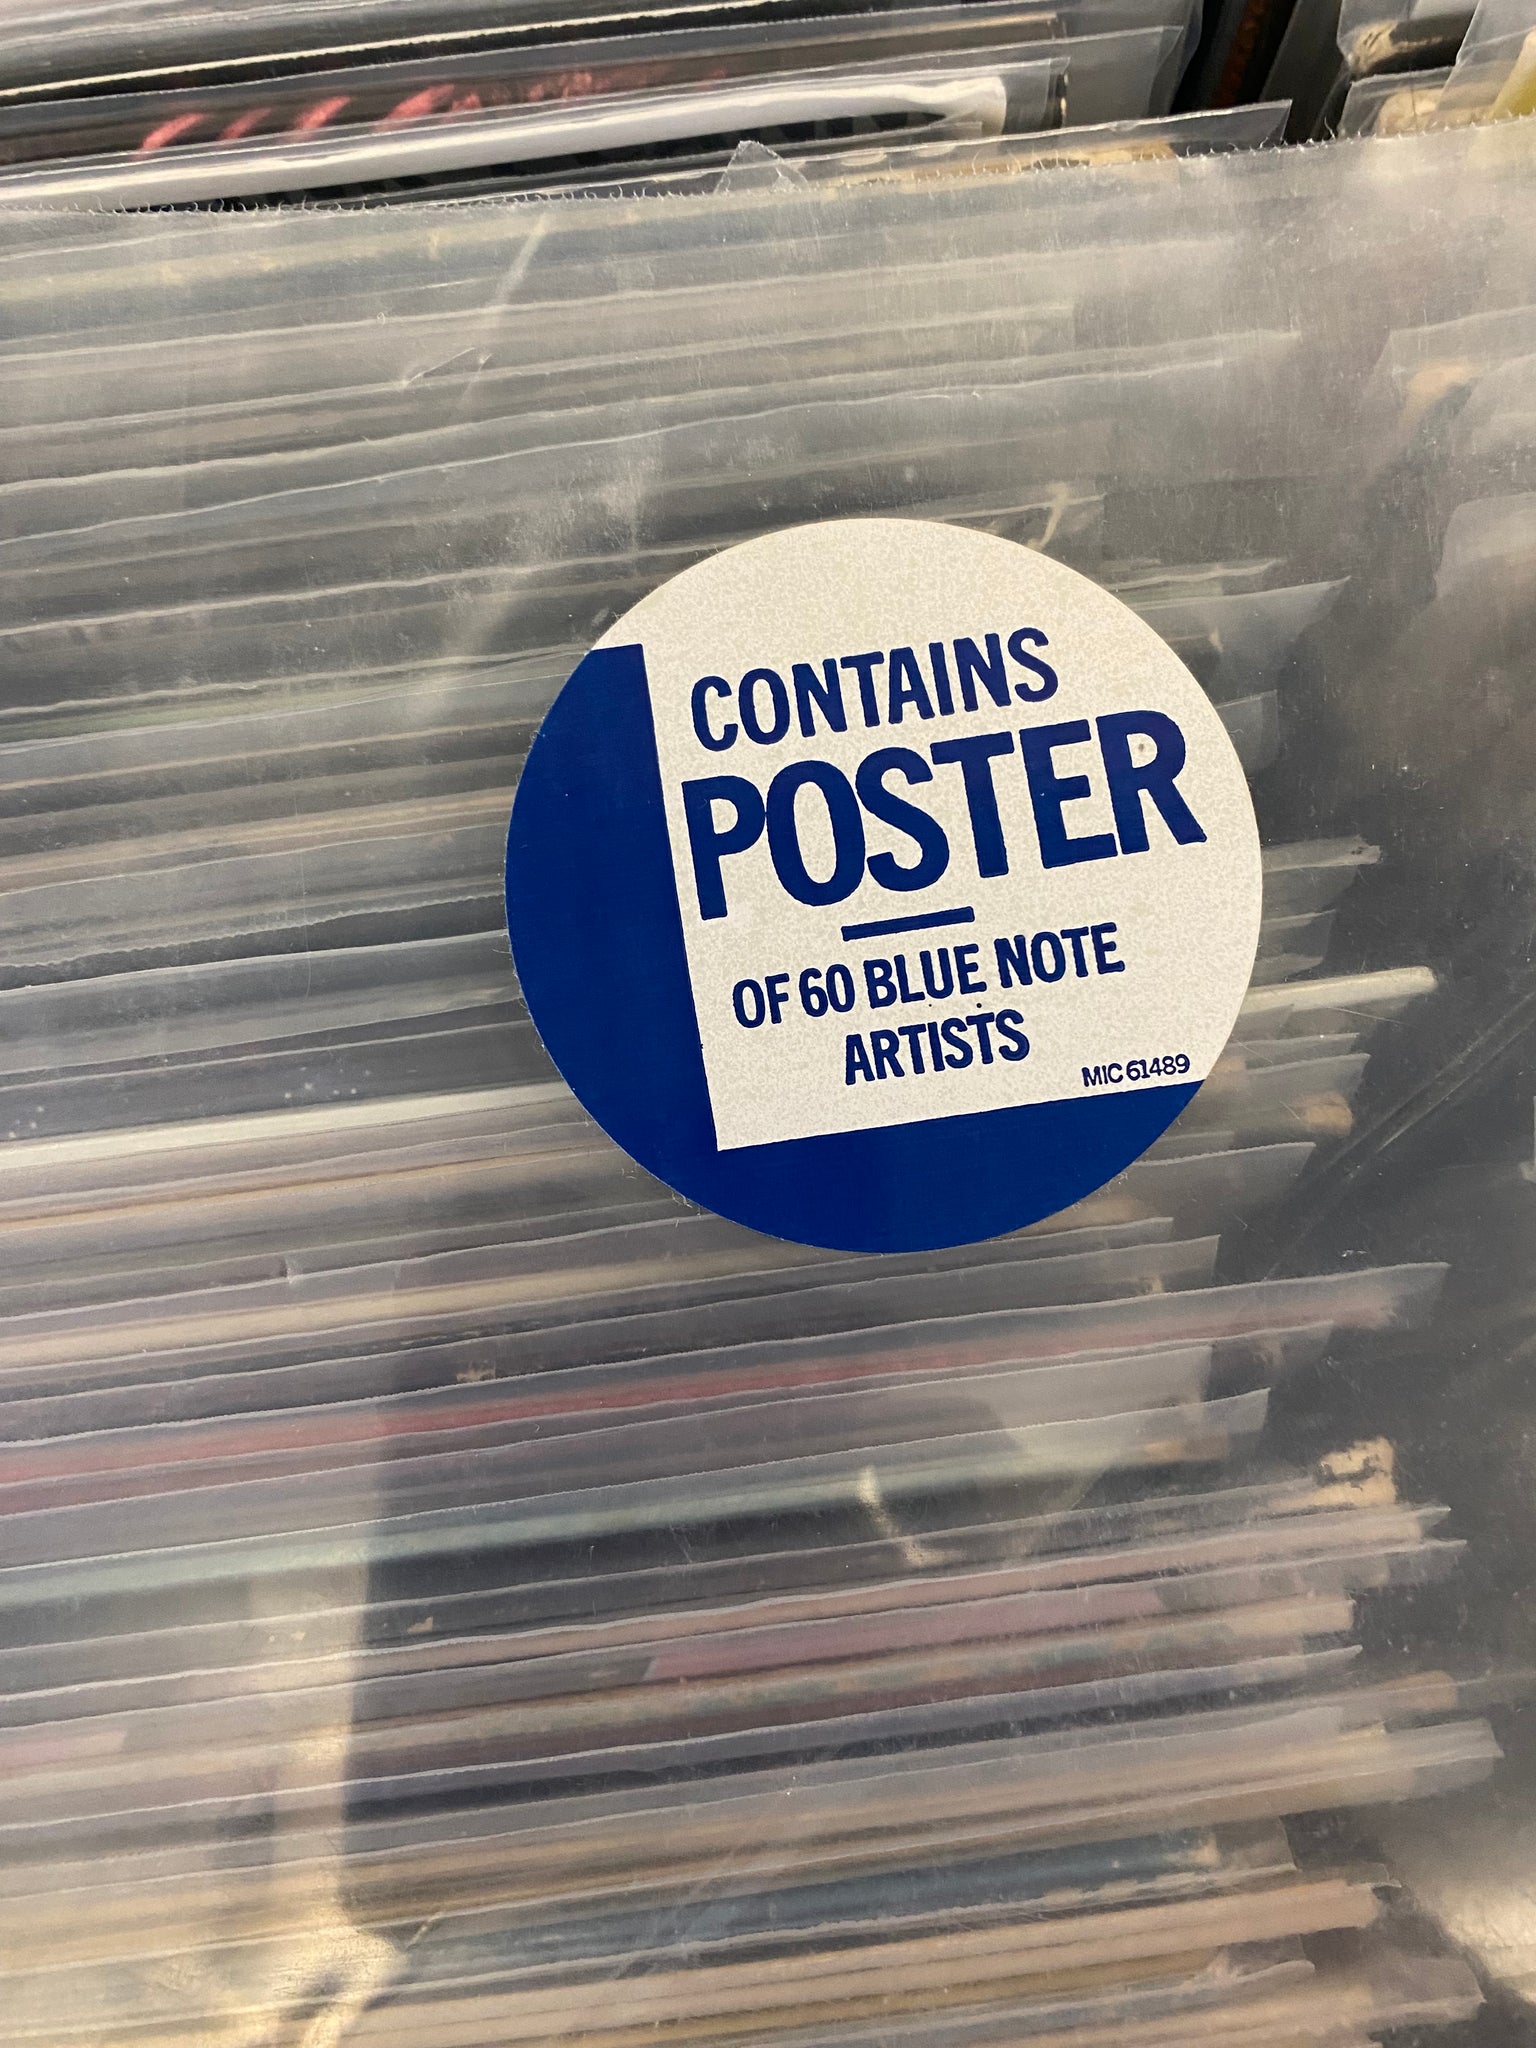 CONTAINS
POSTER
OF 60 BLUE NOTE
ARTISTS
MIC 61489